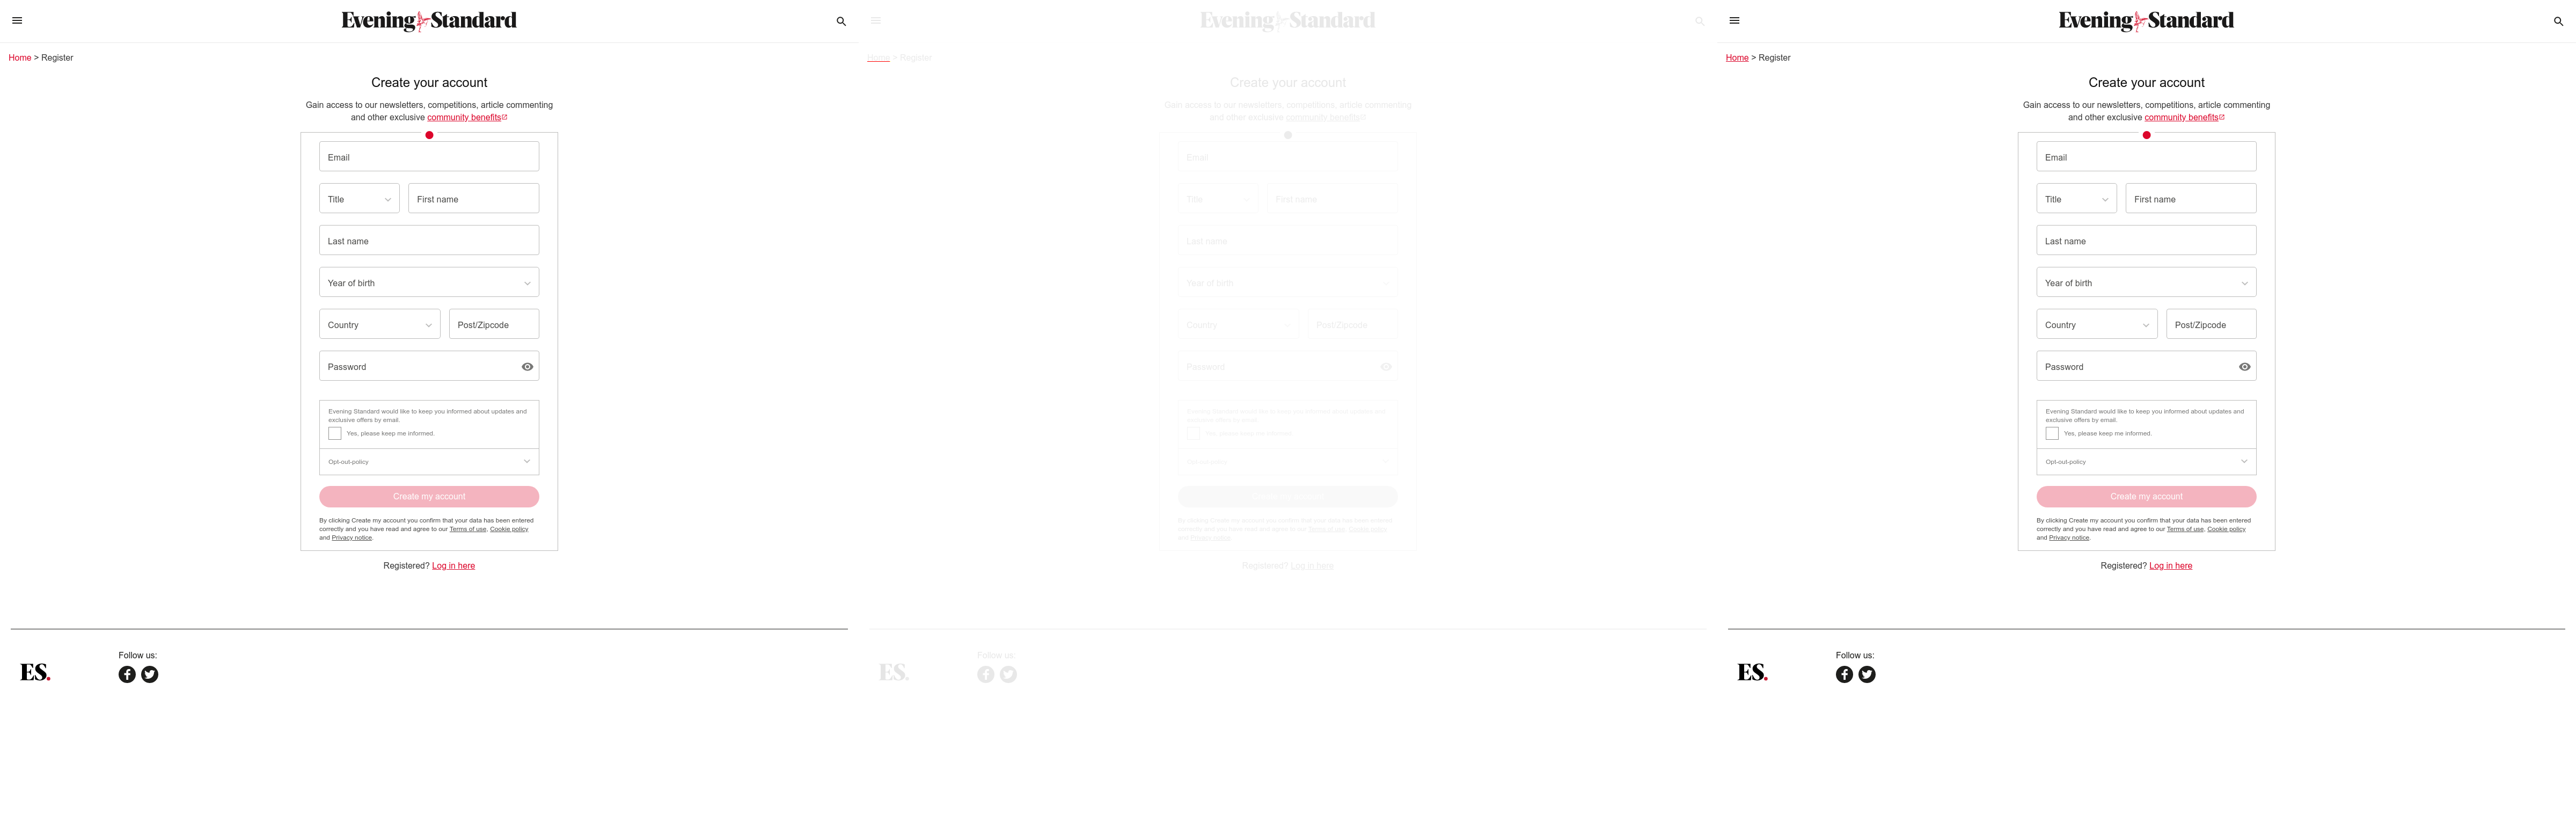 Evening Standard
Home > Register
Create your account
Gain access to our newsletters, competitions, article commenting
and other exclusive community benefits
Email
Title
First name
Last name
Year of birth
Country
Post/Zipcode
Password
Evening Standard would like to keep you informed about updates and
exclusive offers by email.
Yes, please keep me informed.
Opt-out-policy
Create my account
By clicking Create my account you confirm that your data has been entered
correctly and you have read and agree to our Terms of use, Cookie policy
and Privacy notice.
Registered? Log in here
ES.
Follow us:
Evening Standard
Home > Register
Create your account
Gain access to our newsletters, competitions, article commenting
and other exclusive community benefits
Email
Title
First name
Last name
Year of birth
Country
Post/Zipcode
Password
By clicking Create my account you confirm that your data has been entered
correctly and you have read and agree to our Terms of use, Cookie policy
and Privacy notice.
Registered? Log in here
ES.
Follow us:
Evening Standard
Home > Register
Create your account
Gain access to our newsletters, competitions, article commenting
and other exclusive community benefits
Email
Title
First name
Last name
Year of birth
Country
Post/Zipcode
Password
Evening Standard would like to keep you informed about updates and
exclusive offers by email.
Yes, please keep me informed.
Opt-out-policy
Create my account
By clicking Create my account you confirm that your data has been entered
correctly and you have read and agree to our Terms of use, Cookie policy
and Privacy notice.
Registered? Log in here
ES.
Follow us: